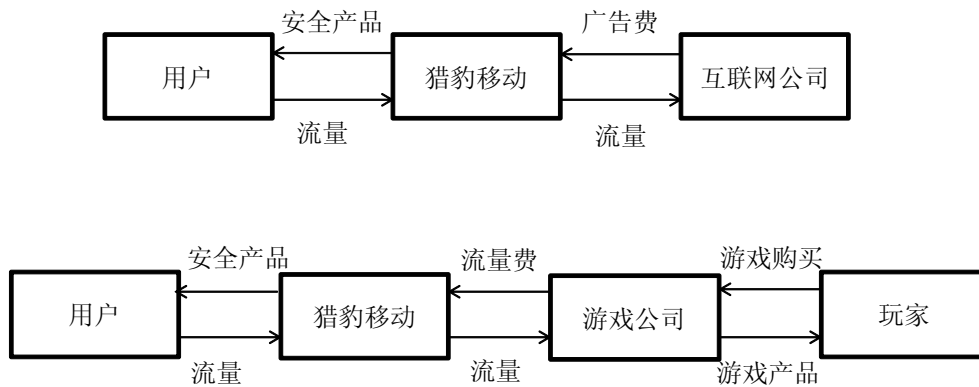 安全产品
广告费
用户
猎豹移动
互联网公司
流量
流量
安全产品
流量费
游戏购买
用户
猎豹移动
游戏公司
玩家
流量
流量
游戏产品